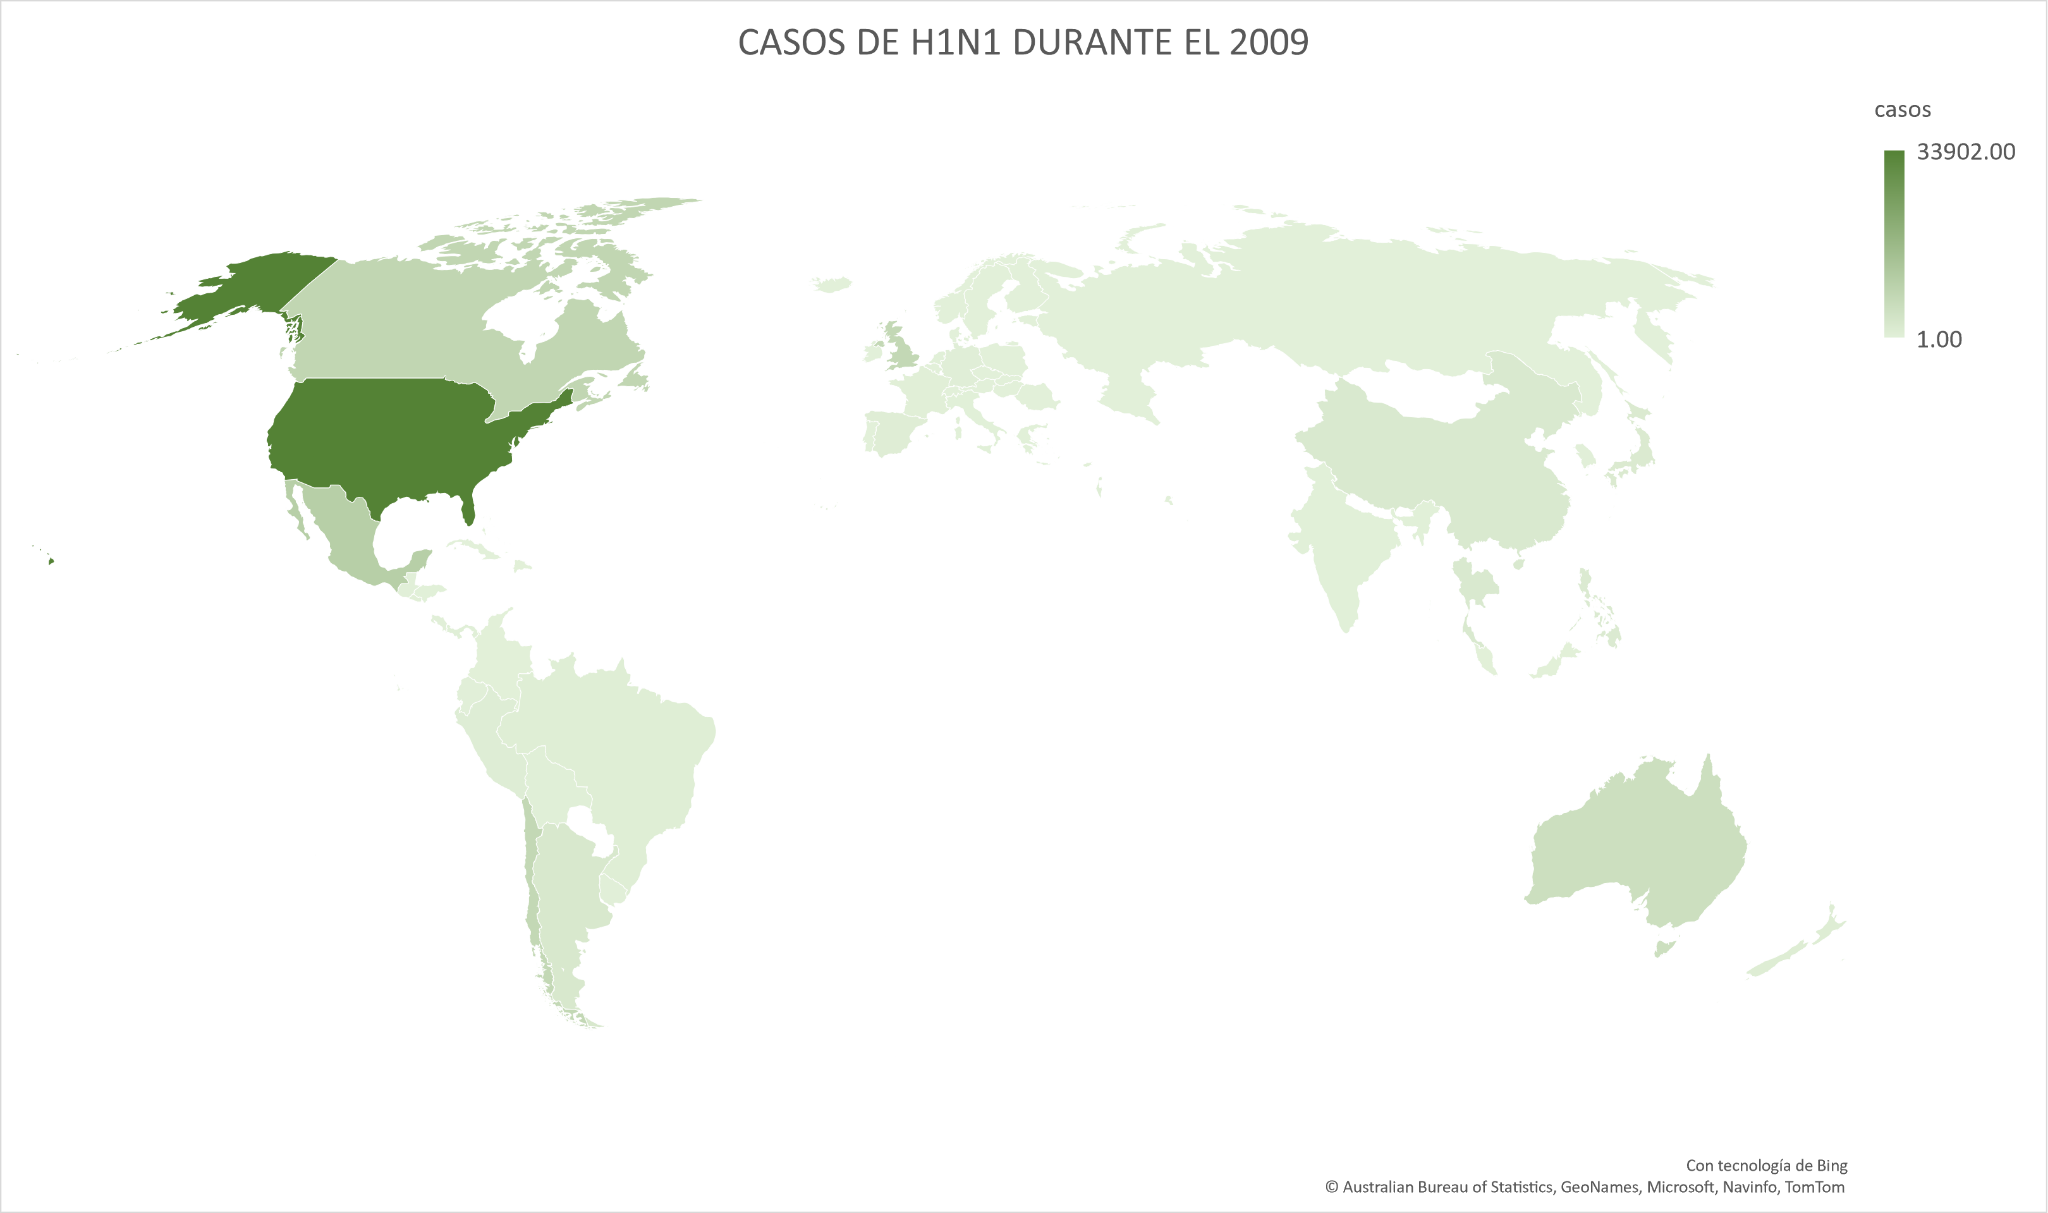 CASOS DE H1N1 DURANTE EL 2009
casos
33902.00
1.00
Con tecnología de Bing
© Australian Bureau of Statistics, GeoNames, Microsoft, Navinfo, TomTom